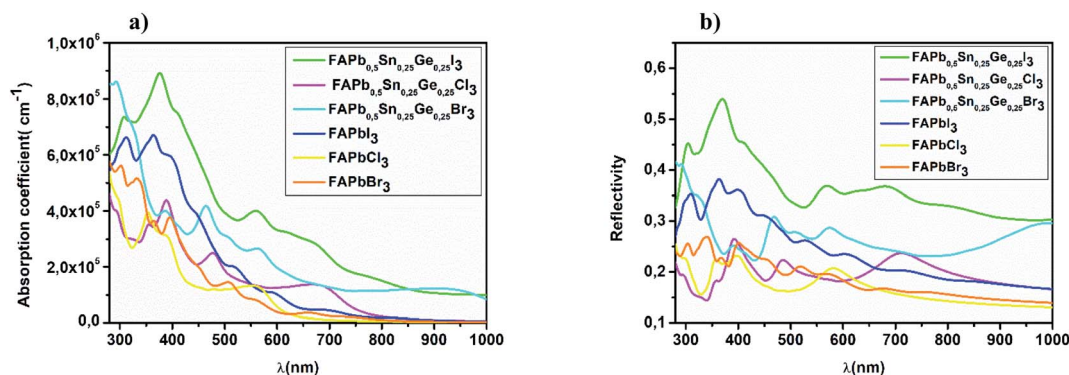 a)
1,0x10⁶
8,0x10⁵
6,0x10⁵
4,0x10⁵
2,0x10⁵
0,0
Absorption coefficient( cm⁻¹)
FAPb₀,₅Sn₀,₂₅Ge₀,₂₅I₃
FAPb₀,₅Sn₀,₂₅Ge₀,₂₅Cl₃
FAPb₀,₅Sn₀,₂₅Ge₀,₂₅Br₃
FAPbI₃
FAPbCl₃
FAPbBr₃
300 400 500 600 700 800 900 1000
λ(nm)
b)
0,6
0,5
0,4
0,3
0,2
0,1
Reflectivity
FAPb₀,₅Sn₀,₂₅Ge₀,₂₅I₃
FAPb₀,₅Sn₀,₂₅Ge₀,₂₅Cl₃
FAPb₀,₅Sn₀,₂₅Ge₀,₂₅Br₃
FAPbI₃
FAPbCl₃
FAPbBr₃
300 400 500 600 700 800 900 1000
λ(nm)